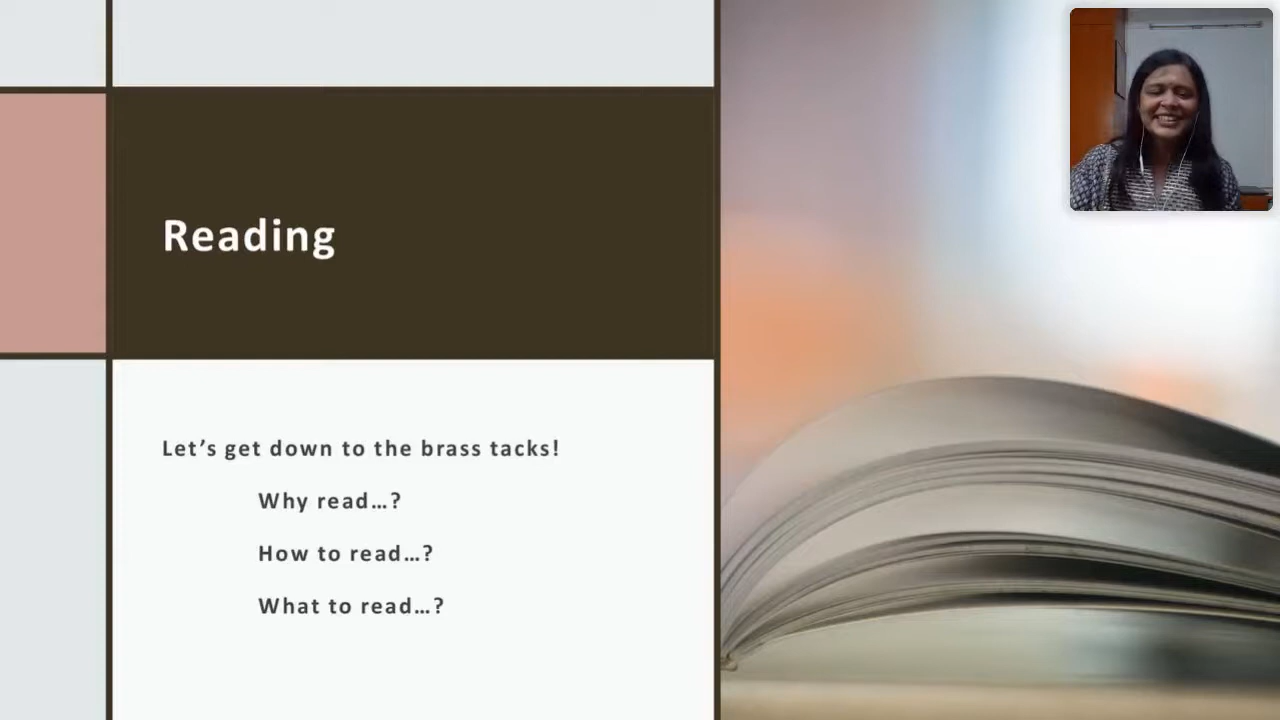 Reading
Let’s get down to the brass tacks!
Why read…?
How to read…?
What to read…?